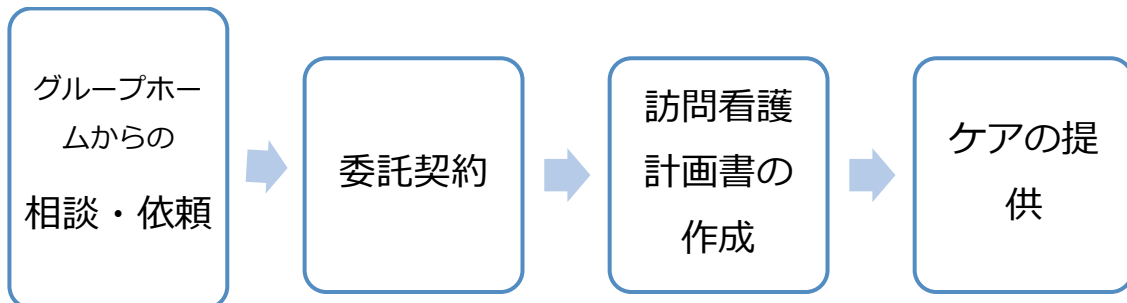 グループホー
ムからの
相談・依頼
委託契約
訪問看護
計画書の
作成
ケアの提
供